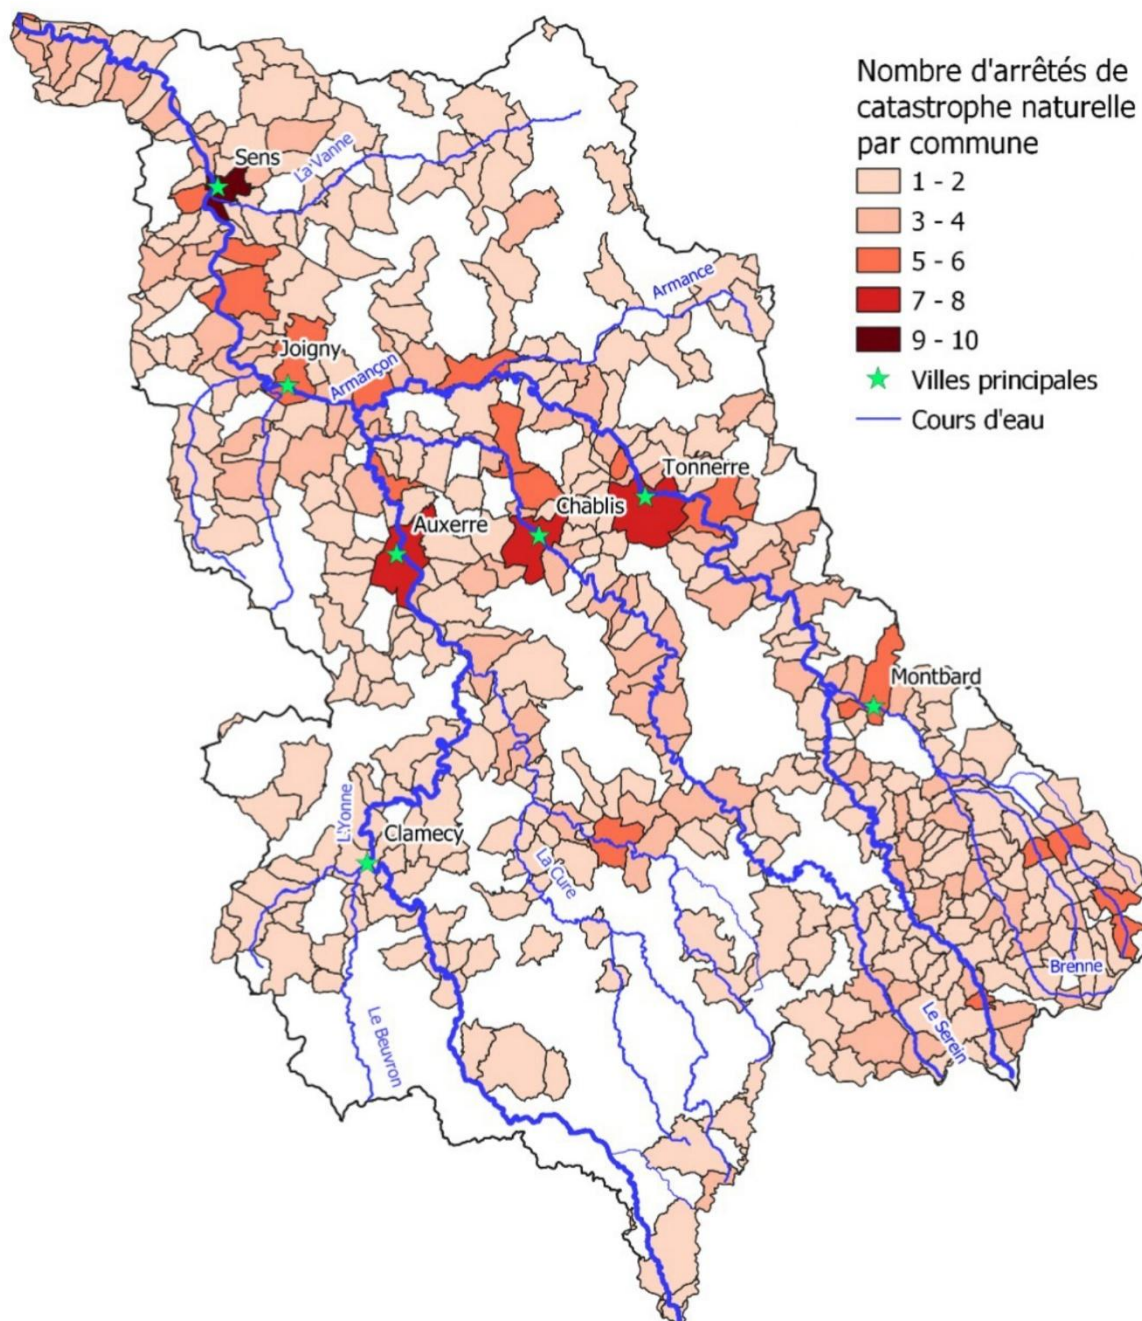 Nombre d'arrêtés de
catastrophe naturelle
par commune
1 - 2
3 - 4
5 - 6
7 - 8
9 - 10
Villes principales
Cours d'eau
Sens
La Vanne
Armance
Joigny
Armançon
Tonnerre
Chablis
Auxerre
Montbard
L'Yonne
Clamecy
La Cure
Brenne
Le Serein
Le Beuvron